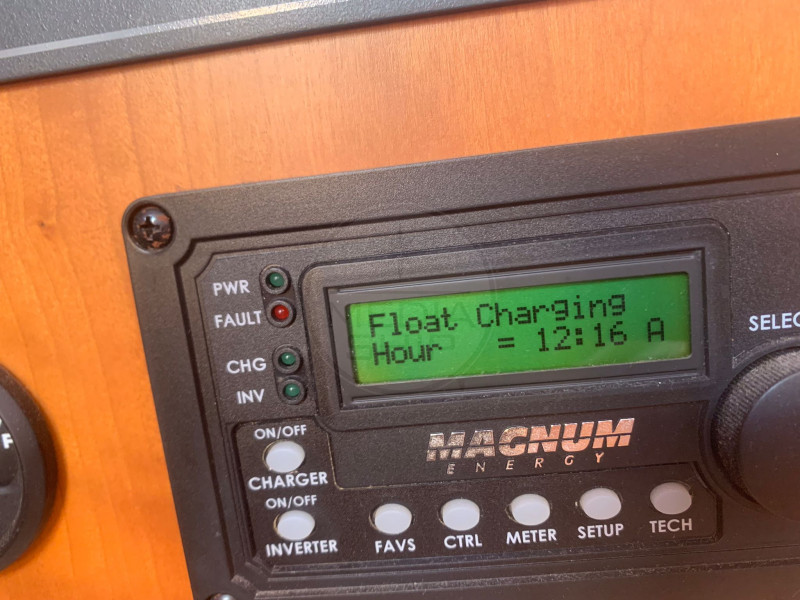 PWR
FAULT
CHG
INV
Float Charging
Hour = 12:16 A
SELEC
ON/OFF
CHARGER
ON/OFF
INVERTER
MAGNUM
ENERGY
FAVS
CTRL
METER
SETUP
TECH
F